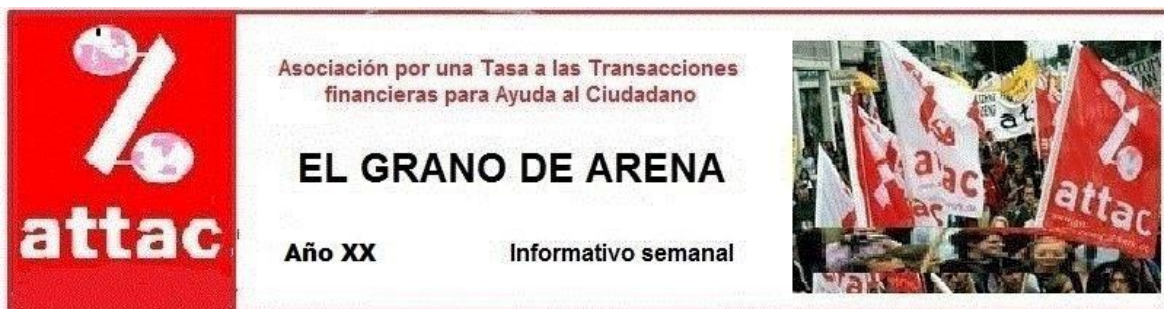 attac
Asociación por una Tasa a las Transacciones
financieras para Ayuda al Ciudadano
EL GRANO DE ARENA
Año XX
Informativo semanal
attac
attac